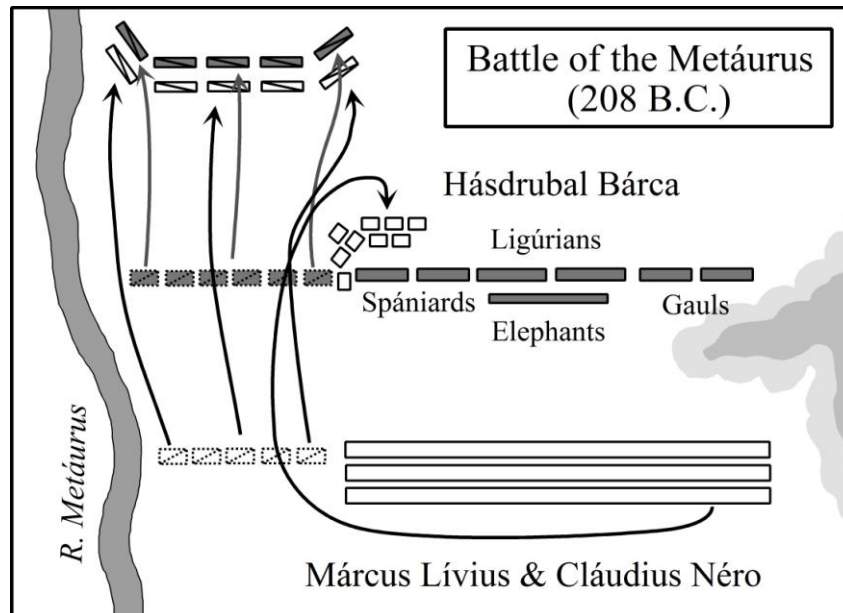 Battle of the Metáurus
(208 B.C.)
Hásdrubal Bárca
Ligúrians
Spániards
Gauls
Elephants
R. Metáurus
Márcus Lívius & Cláudius Néro